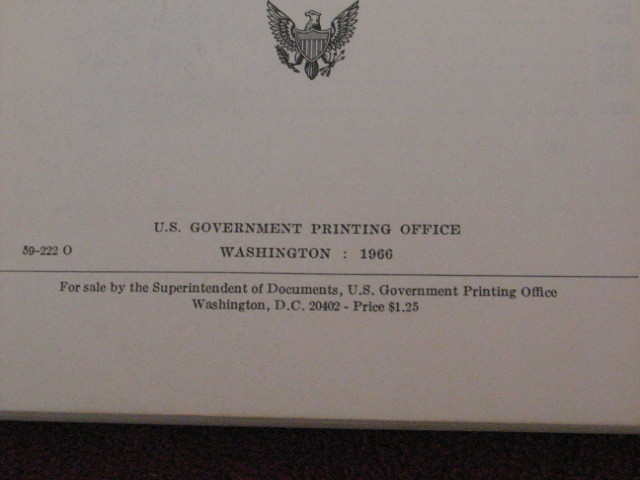 U.S. GOVERNMENT PRINTING OFFICE
59-222 O WASHINGTON : 1966
For sale by the Superintendent of Documents, U.S. Government Printing Office
Washington, D.C. 20402 - Price $1.25